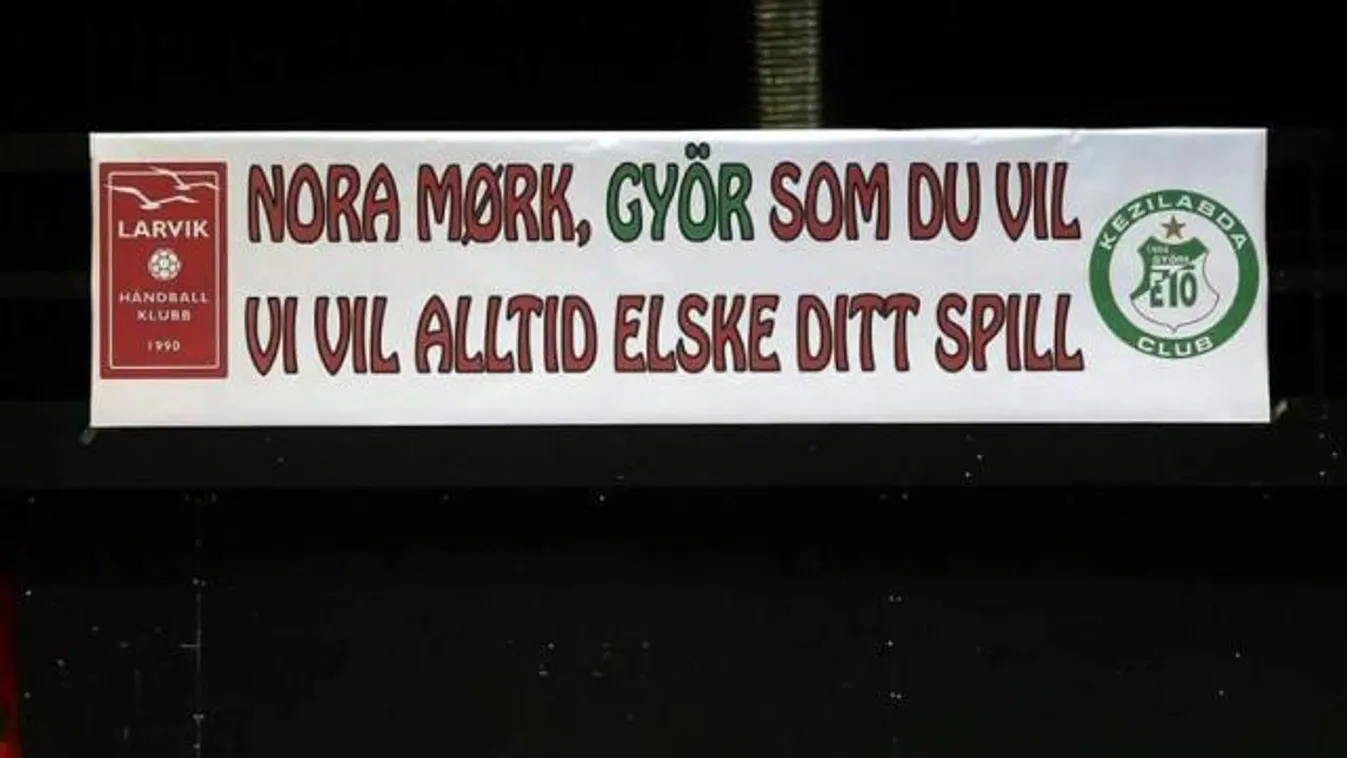 LARVIK
HÅNDBALL
KLUBB
1990
NORA MØRK, GYÖR SOM DU VIL
VI VIL ALLTID ELSKE DITT SPILL
KEZILABDA
GYŐRI
ETO
CLUB